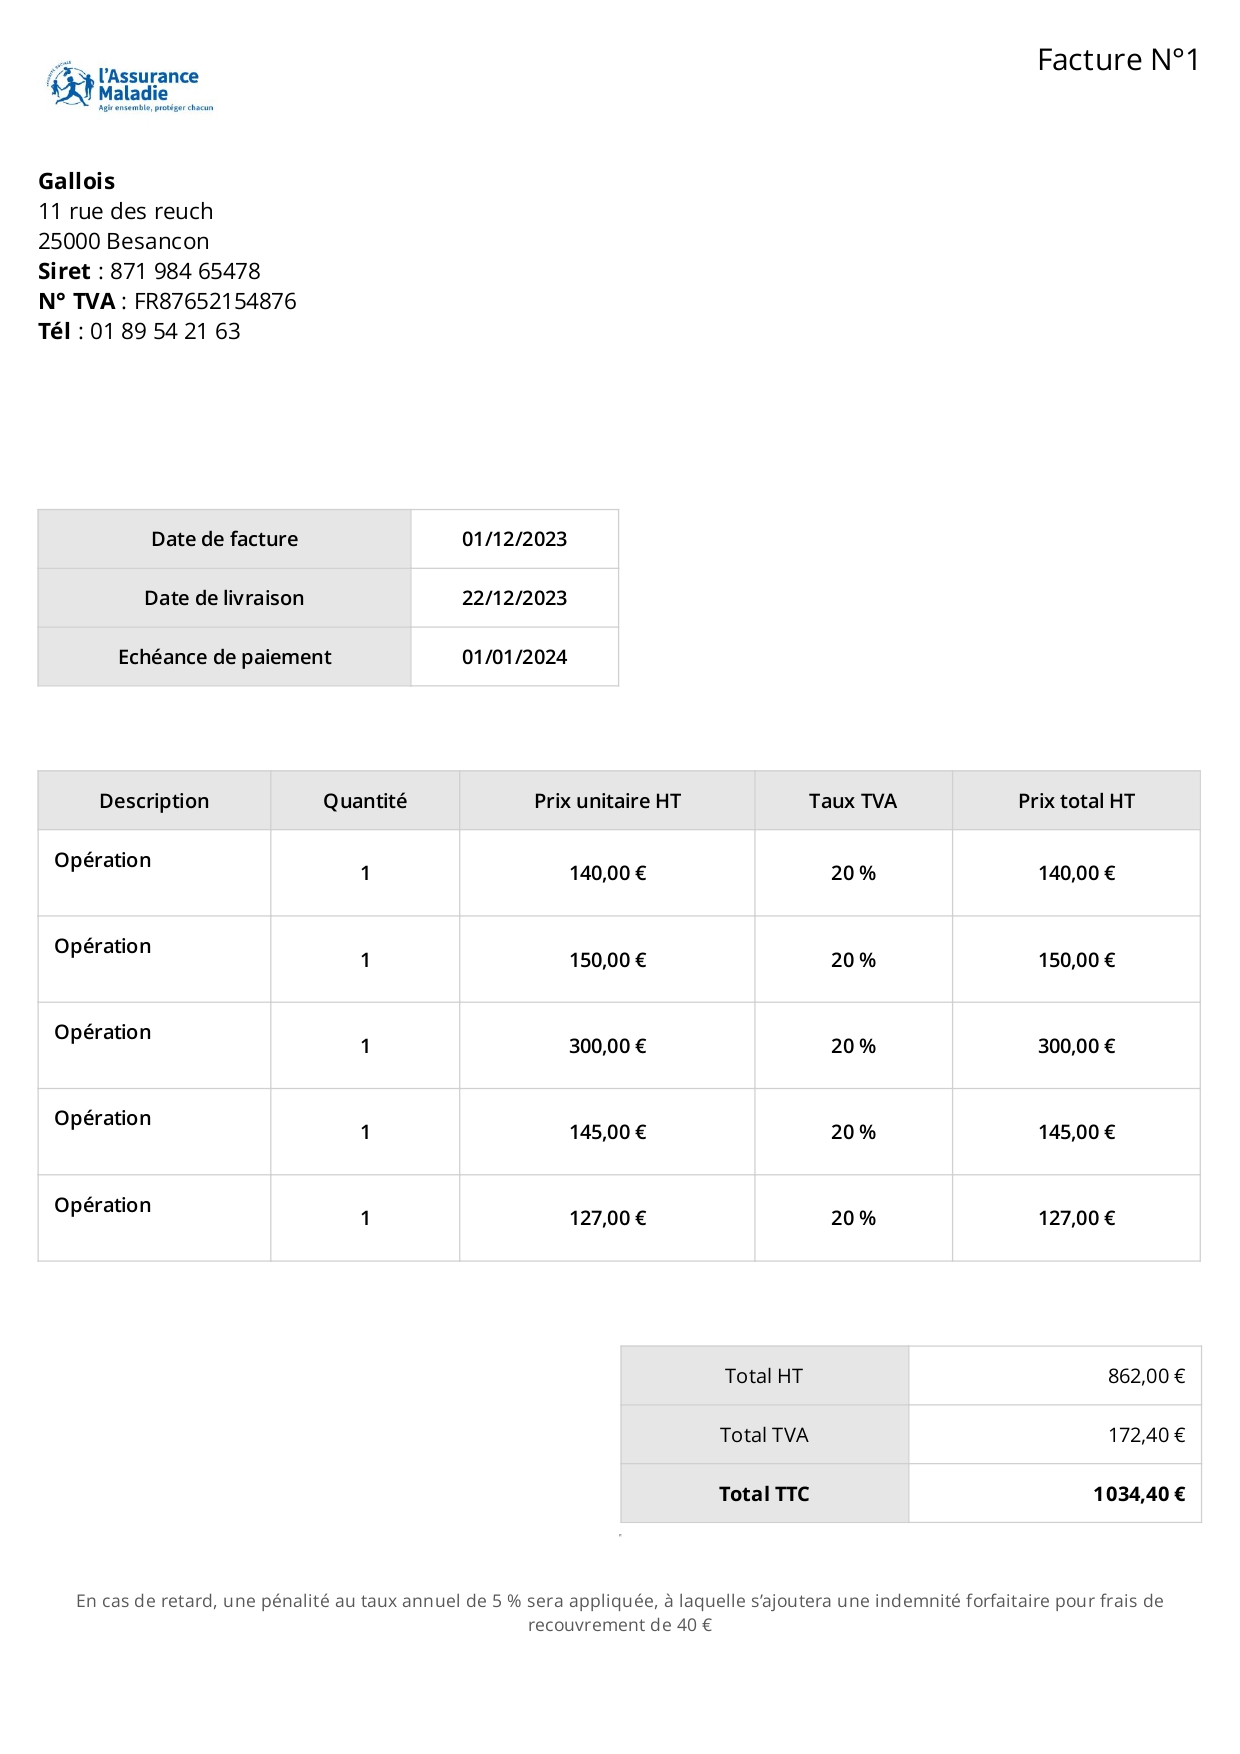 Facture N°1
l'Assurance
Maladie
Agir ensemble, protéger chacun
Gallois
11 rue des reuch
25000 Besancon
Siret : 871 984 65478
N° TVA : FR87652154876
Tél : 01 89 54 21 63
Date de facture 01/12/2023
Date de livraison 22/12/2023
Echéance de paiement 01/01/2024
Description Quantité Prix unitaire HT Taux TVA Prix total HT
Opération 1 140,00 € 20 % 140,00 €
Opération 1 150,00 € 20 % 150,00 €
Opération 1 300,00 € 20 % 300,00 €
Opération 1 145,00 € 20 % 145,00 €
Opération 1 127,00 € 20 % 127,00 €
Total HT 862,00 €
Total TVA 172,40 €
Total TTC 1 034,40 €
En cas de retard, une pénalité au taux annuel de 5 % sera appliquée, à laquelle s’ajoutera une indemnité forfaitaire pour frais de
recouvrement de 40 €